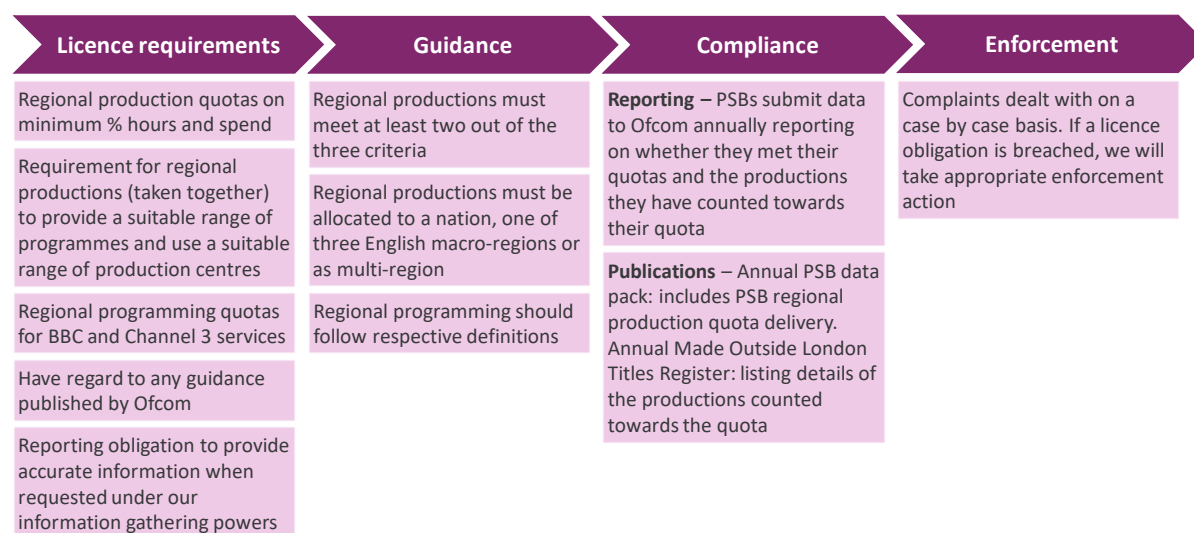 Licence requirements
Regional production quotas on
minimum % hours and spend
Requirement for regional
productions (taken together)
to provide a suitable range of
programmes and use a suitable
range of production centres
Regional programming quotas
for BBC and Channel 3 services
Have regard to any guidance
published by Ofcom
Reporting obligation to provide
accurate information when
requested under our
information gathering powers
Guidance
Regional productions must
meet at least two out of the
three criteria
Regional productions must be
allocated to a nation, one of
three English macro-regions or
as multi-region
Regional programming should
follow respective definitions
Compliance
Reporting – PSBs submit data
to Ofcom annually reporting
on whether they met their
quotas and the productions
they have counted towards
their quota
Publications – Annual PSB data
pack: includes PSB regional
production quota delivery.
Annual Made Outside London
Titles Register: listing details of
the productions counted
towards the quota
Enforcement
Complaints dealt with on a
case by case basis. If a licence
obligation is breached, we will
take appropriate enforcement
action